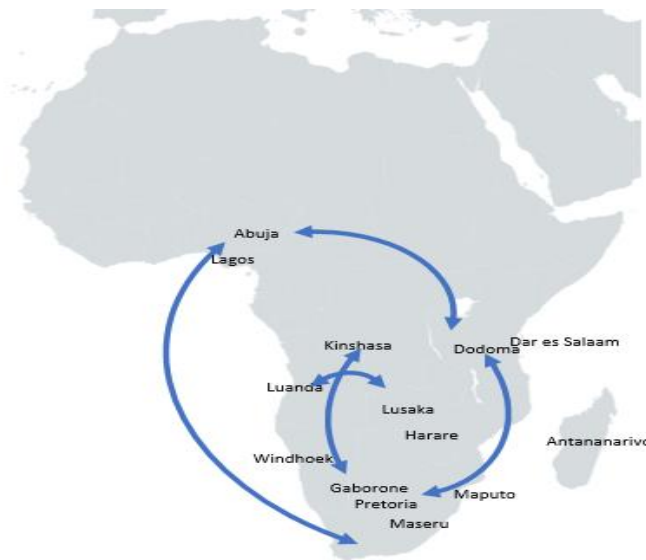 Abuja
Lagos
Kinshasa
Dar es Salaam
Dodoma
Luanda
Lusaka
Harare
Antananarivo
Windhoek
Gaborone
Maputo
Pretoria
Maseru